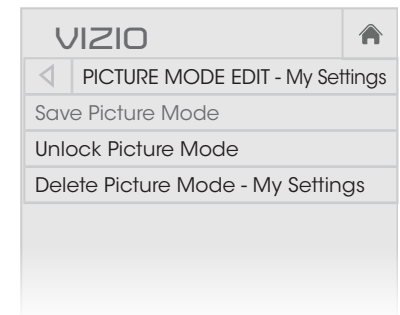 VIZIO
PICTURE MODE EDIT - My Settings
Save Picture Mode
Unlock Picture Mode
Delete Picture Mode - My Settings